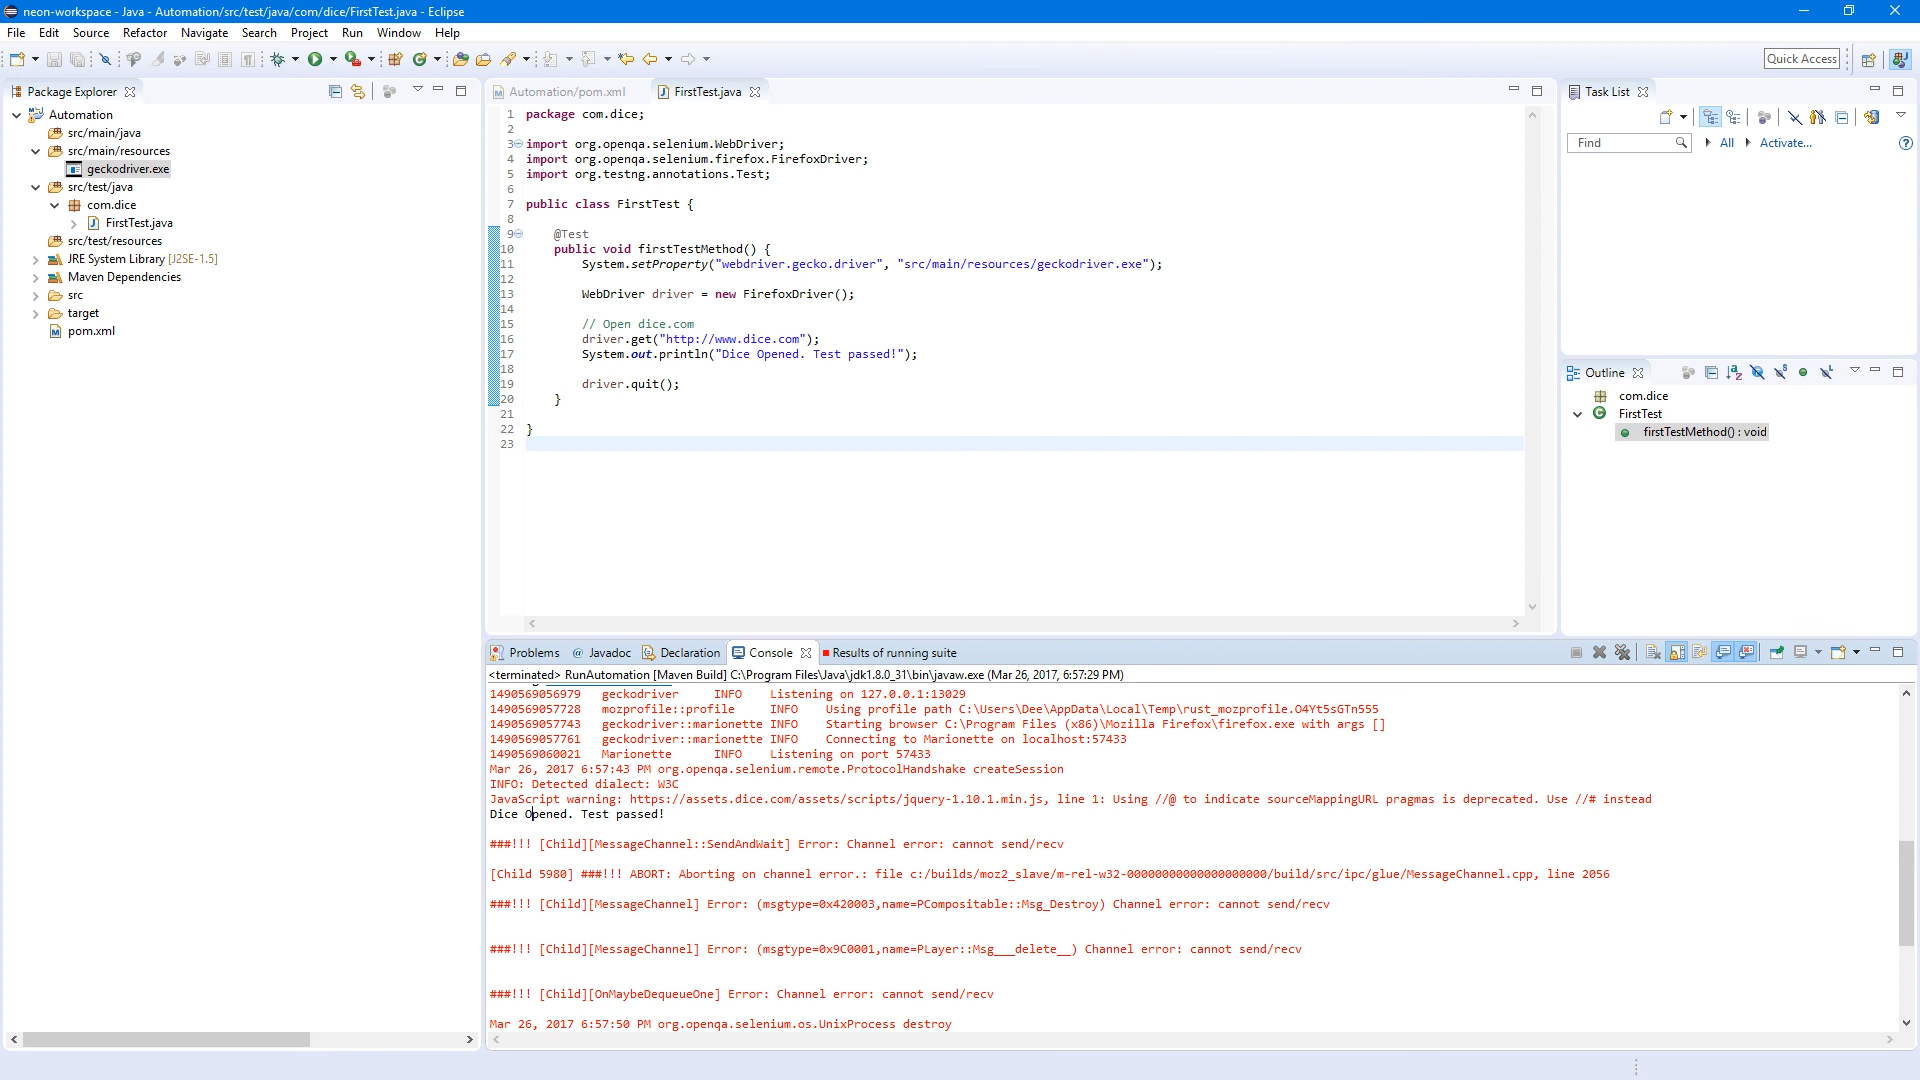 neon-workspace - Java - Automation/src/test/java/com/dice/FirstTest.java - Eclipse
File Edit Source Refactor Navigate Search Project Run Window Help
Quick Access
Package Explorer
Automation
src/main/java
src/main/resources
geckodriver.exe
src/test/java
com.dice
FirstTest.java
src/test/resources
JRE System Library [J2SE-1.5]
Maven Dependencies
src
target
pom.xml
Automation/pom.xml FirstTest.java
1 package com.dice;
2
3 import org.openqa.selenium.WebDriver;
4 import org.openqa.selenium.firefox.FirefoxDriver;
5 import org.testng.annotations.Test;
6
7 public class FirstTest {
8
9 @Test
10 public void firstTestMethod() {
11 System.setProperty("webdriver.gecko.driver", "src/main/resources/geckodriver.exe");
12
13 WebDriver driver = new FirefoxDriver();
14
15 // Open dice.com
16 driver.get("http://www.dice.com");
17 System.out.println("Dice Opened. Test passed!");
18
19 driver.quit();
20 }
21
22 }
23
Task List
Find All Activate...
Outline
com.dice
FirstTest
firstTestMethod() : void
Problems @ Javadoc Declaration Console Results of running suite
<terminated> RunAutomation [Maven Build] C:\Program Files\Java\jdk1.8.0_31\bin\javaw.exe (Mar 26, 2017, 6:57:29 PM)
1490569056979 geckodriver INFO Listening on 127.0.0.1:13029
1490569057728 mozprofile::profile INFO Using profile path C:\Users\Dee\AppData\Local\Temp\rust_mozprofile.O4Yt5sGTn555
1490569057743 geckodriver::marionette INFO Starting browser C:\Program Files (x86)\Mozilla Firefox\firefox.exe with args []
1490569057761 geckodriver::marionette INFO Connecting to Marionette on localhost:57433
1490569060021 Marionette INFO Listening on port 57433
Mar 26, 2017 6:57:43 PM org.openqa.selenium.remote.ProtocolHandshake createSession
INFO: Detected dialect: W3C
JavaScript warning: https://assets.dice.com/assets/scripts/jquery-1.10.1.min.js, line 1: Using //@ to indicate sourceMappingURL pragmas is deprecated. Use //# instead
Dice Opened. Test passed!
###!!! [Child][MessageChannel::SendAndWait] Error: Channel error: cannot send/recv
[Child 5980] ###!!! ABORT: Aborting on channel error.: file c:/builds/moz2_slave/m-rel-w32-00000000000000000000/build/src/ipc/glue/MessageChannel.cpp, line 2056
###!!! [Child][MessageChannel] Error: (msgtype=0x420003,name=PCompositable::Msg_Destroy) Channel error: cannot send/recv
###!!! [Child][MessageChannel] Error: (msgtype=0x9C0001,name=PLayer::Msg___delete__) Channel error: cannot send/recv
###!!! [Child][OnMaybeDequeueOne] Error: Channel error: cannot send/recv
Mar 26, 2017 6:57:50 PM org.openqa.selenium.os.UnixProcess destroy